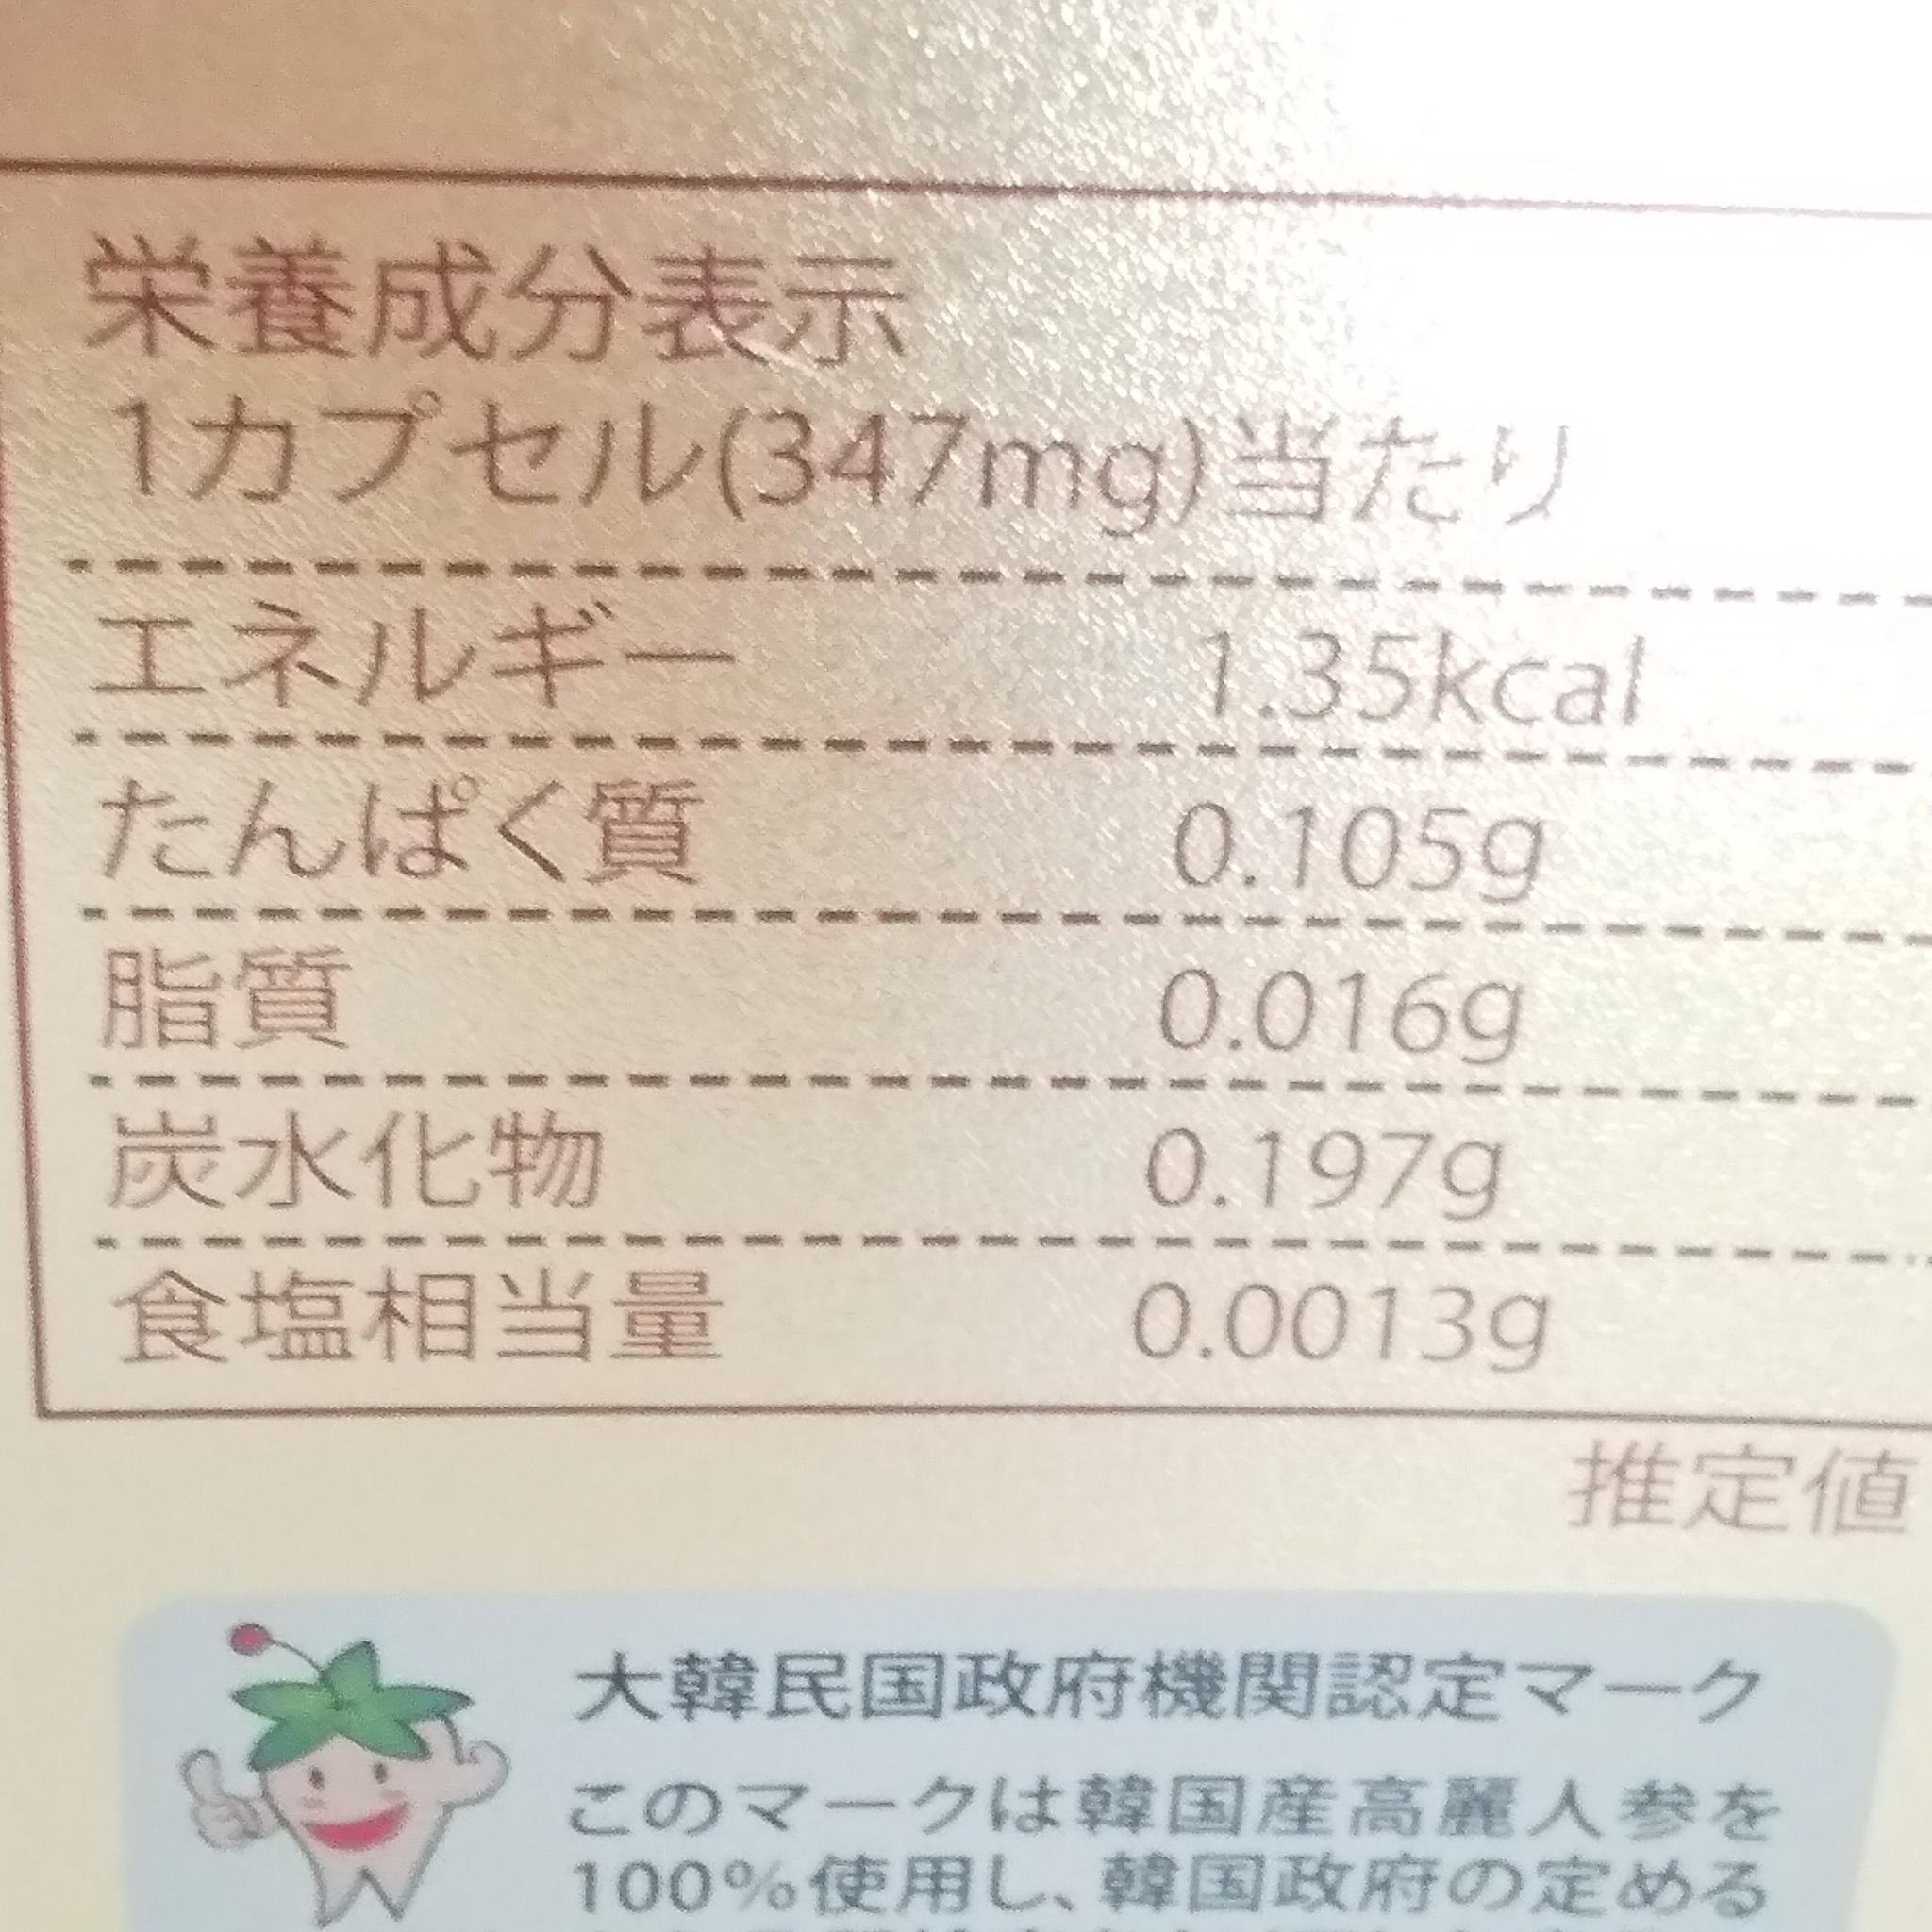 栄養成分表示
1カプセル(347mg)当たり
エネルギー 1.35kcal
たんぱく質 0.105g
脂質 0.016g
炭水化物 0.197g
食塩相当量 0.0013g
推定値
大韓民国政府機関認定マーク
このマークは韓国産高麗人参を
100%使用し、韓国政府の定める